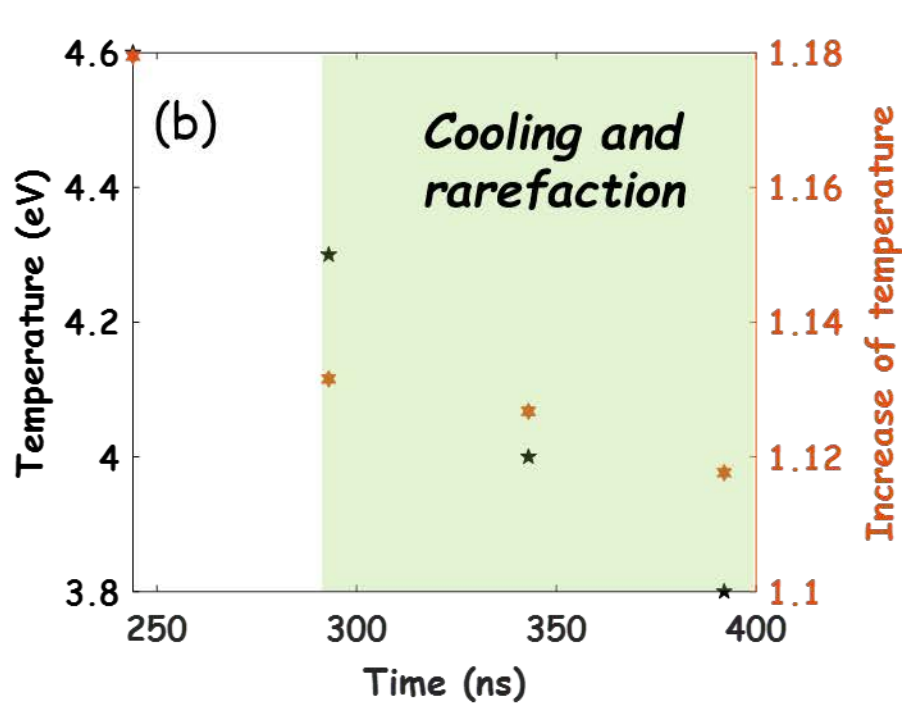 (b)
Cooling and
rarefaction
Temperature (eV)
4.6
4.4
4.2
4
3.8
1.18
1.16
1.14
1.12
1.1
Increase of temperature
250
300
350
400
Time (ns)